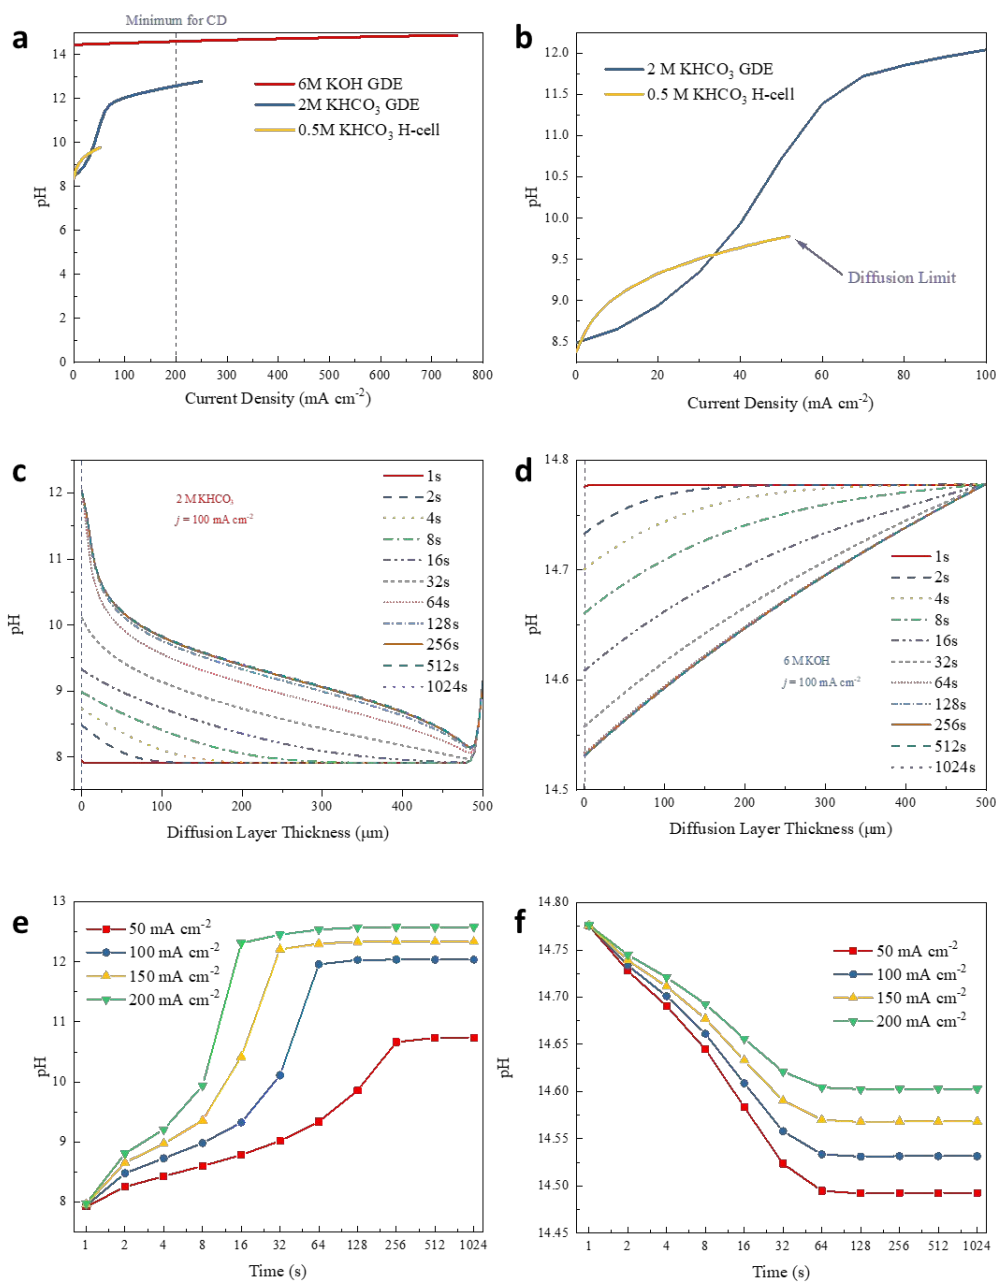 a
Minimum for CD
14
12
10
8
6
4
2
0
pH
6M KOH GDE
2M KHCO₃ GDE
0.5M KHCO₃ H-cell
0
100
200
300
400
500
600
700
800
Current Density (mA cm⁻²)
b
12.0
11.5
11.0
10.5
10.0
9.5
9.0
8.5
pH
2 M KHCO₃ GDE
0.5 M KHCO₃ H-cell
Diffusion Limit
0
20
40
60
80
100
Current Density (mA cm⁻²)
c
12
11
10
9
8
pH
2 M KHCO₃
j = 100 mA cm⁻²
1s
2s
4s
8s
16s
32s
64s
128s
256s
512s
1024s
0
100
200
300
400
500
Diffusion Layer Thickness (μm)
d
14.8
14.7
14.6
14.5
pH
1s
2s
4s
8s
16s
32s
64s
128s
256s
512s
1024s
6 M KOH
j = 100 mA cm⁻²
0
100
200
300
400
500
Diffusion Layer Thickness (μm)
e
13
12
11
10
9
8
pH
50 mA cm⁻²
100 mA cm⁻²
150 mA cm⁻²
200 mA cm⁻²
1
2
4
8
16
32
64
128
256
512
1024
Time (s)
f
14.80
14.75
14.70
14.65
14.60
14.55
14.50
14.45
pH
50 mA cm⁻²
100 mA cm⁻²
150 mA cm⁻²
200 mA cm⁻²
1
2
4
8
16
32
64
128
256
512
1024
Time (s)